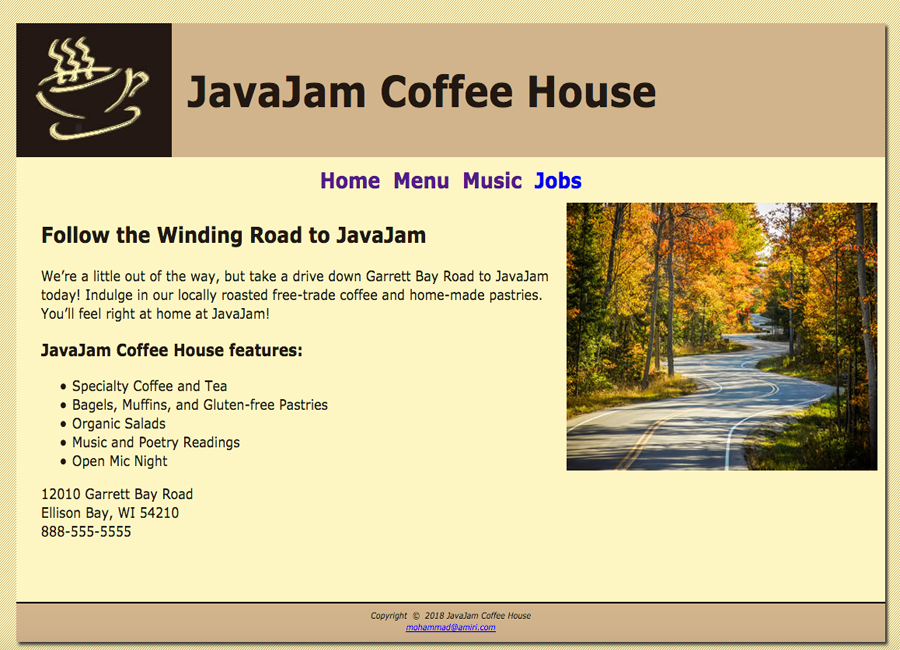 JavaJam Coffee House
Home Menu Music Jobs
Follow the Winding Road to JavaJam
We’re a little out of the way, but take a drive down Garrett Bay Road to JavaJam
today! Indulge in our locally roasted free-trade coffee and home-made pastries.
You’ll feel right at home at JavaJam!
JavaJam Coffee House features:
• Specialty Coffee and Tea
• Bagels, Muffins, and Gluten-free Pastries
• Organic Salads
• Music and Poetry Readings
• Open Mic Night
12010 Garrett Bay Road
Ellison Bay, WI 54210
888-555-5555
Copyright © 2018 JavaJam Coffee House
mohammad@amiri.com